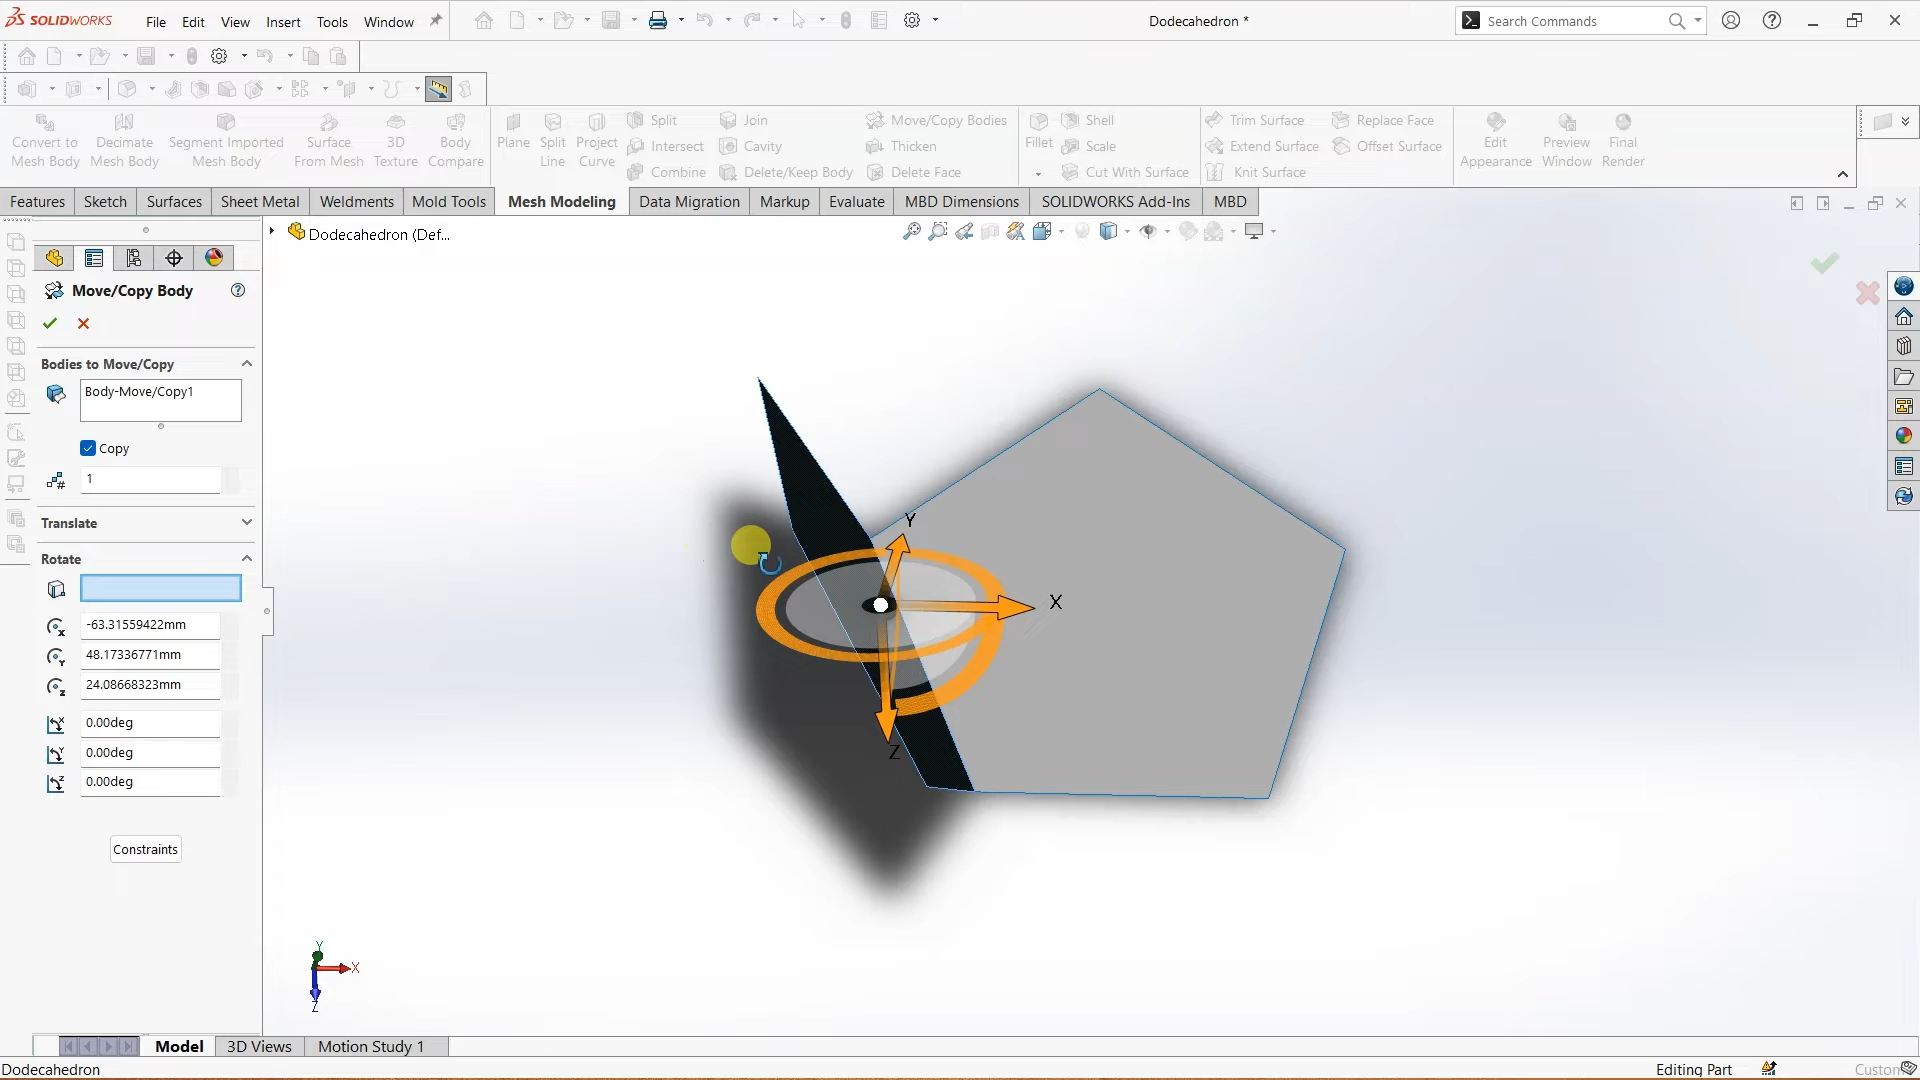 SOLIDWORKS File Edit View Insert Tools Window Dodecahedron * Search Commands
Convert to Mesh Body
Decimate Mesh Body
Segment Imported Mesh Body
Surface From Mesh
3D Texture
Body Compare
Plane
Split Line
Project Curve
Split Join Move/Copy Bodies
Intersect Cavity Thicken
Combine Delete/Keep Body Delete Face
Fillet
Shell
Scale
Cut With Surface
Trim Surface Replace Face
Extend Surface Offset Surface
Knit Surface
Edit Appearance
Preview Window
Final Render
Features Sketch Surfaces Sheet Metal Weldments Mold Tools Mesh Modeling Data Migration Markup Evaluate MBD Dimensions SOLIDWORKS Add-Ins MBD
Dodecahedron (Def...
Move/Copy Body
Bodies to Move/Copy
Body-Move/Copy1
Copy
1
Translate
Rotate
-63.31559422mm
48.17336771mm
24.08668323mm
0.00deg
0.00deg
0.00deg
Constraints
Y
X
Z
Y
X
Z
Model 3D Views Motion Study 1
Dodecahedron Editing Part Custom